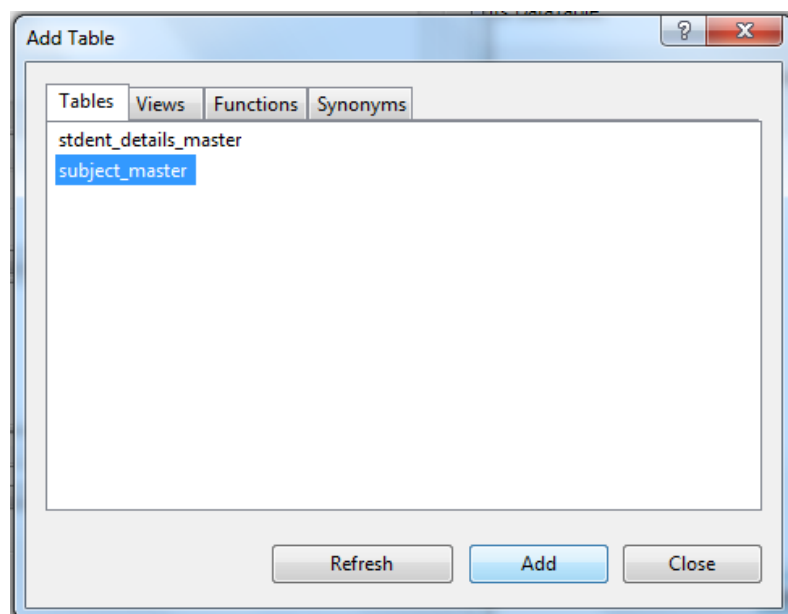 Add Table
Tables Views Functions Synonyms
stdent_details_master
subject_master
Refresh Add Close